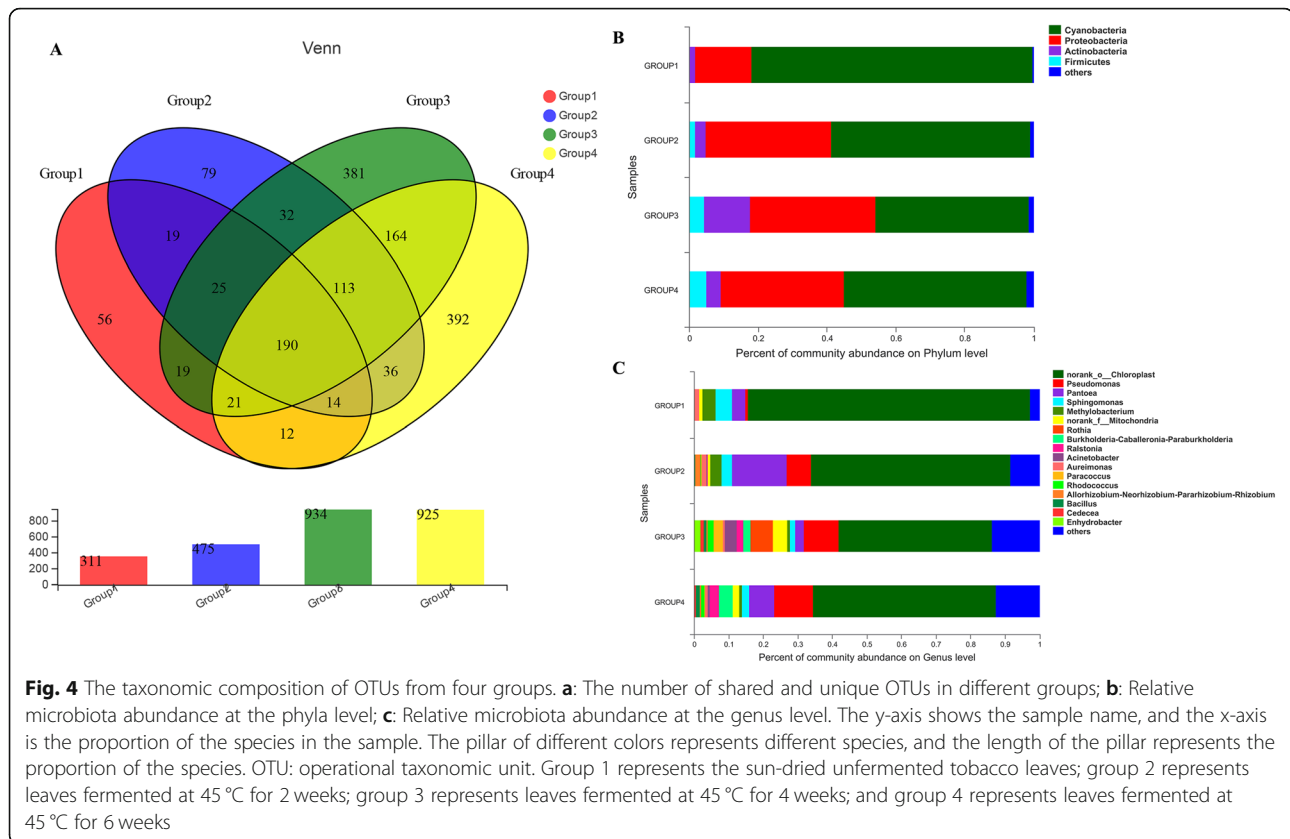 A
Venn
Group1
Group2
Group3
Group4
Group1
Group2
Group3
Group4
79
381
32
19
164
25
113
56
392
190
19
36
21
14
12
800
600
400
200
0
311
475
934
925
Group1
Group2
Group3
Group4
B
Cyanobacteria
Proteobacteria
Actinobacteria
Firmicutes
others
Samples
GROUP1
GROUP2
GROUP3
GROUP4
0 0.2 0.4 0.6 0.8 1
Percent of community abundance on Phylum level
C
norank_o__Chloroplast
Pseudomonas
Pantoea
Sphingomonas
Methylobacterium
norank_f__Mitochondria
Rothia
Burkholderia-Caballeronia-Paraburkholderia
Ralstonia
Acinetobacter
Aureimonas
Paracoccus
Rhodococcus
Allorhizobium-Neorhizobium-Pararhizobium-Rhizobium
Bacillus
Cedecea
Enhydrobacter
others
Samples
GROUP1
GROUP2
GROUP3
GROUP4
0 0.1 0.2 0.3 0.4 0.5 0.6 0.7 0.8 0.9 1
Percent of community abundance on Genus level
Fig. 4 The taxonomic composition of OTUs from four groups. a: The number of shared and unique OTUs in different groups; b: Relative
microbiota abundance at the phyla level; c: Relative microbiota abundance at the genus level. The y-axis shows the sample name, and the x-axis
is the proportion of the species in the sample. The pillar of different colors represents different species, and the length of the pillar represents the
proportion of the species. OTU: operational taxonomic unit. Group 1 represents the sun-dried unfermented tobacco leaves; group 2 represents
leaves fermented at 45 °C for 2 weeks; group 3 represents leaves fermented at 45 °C for 4 weeks; and group 4 represents leaves fermented at
45 °C for 6 weeks